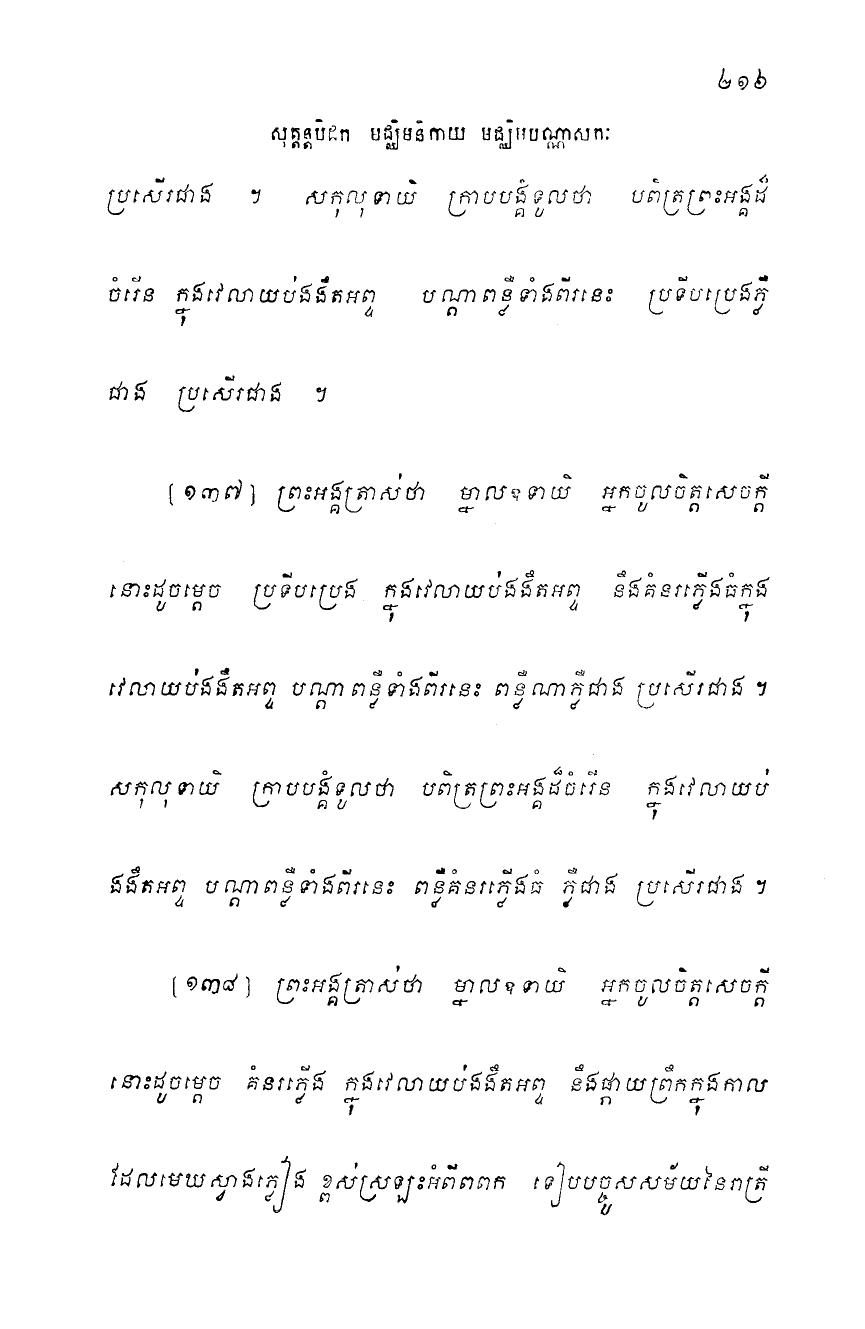 ២១៦
សុត្តន្តបិដក មជ្ឈិមនិកាយ មជ្ឈិមបណ្ណាសកៈ
ប្រសើរជាង ។ សកុលុទាយិ ក្រាបបង្គំទូលថា បពិត្រព្រះអង្គដ៏
ចំរើន ក្នុងវេលាយប់ងងឹតអព្ទ បណ្តាពន្លឺទាំងពីរនេះ ប្រទីបប្រេងភ្លឺ
ជាង ប្រសើរជាង ។
[១៣៧] ព្រះអង្គត្រាស់ថា ម្នាលឧទាយិ អ្នកចូលចិត្តសេចក្តី
នោះដូចម្តេច ប្រទីបប្រេង ក្នុងវេលាយប់ងងឹតអព្ទ នឹងគំនរភ្លើងធំក្នុង
វេលាយប់ងងឹតអព្ទ បណ្តាពន្លឺទាំងពីរនេះ ពន្លឺណាភ្លឺជាង ប្រសើរជាង ។
សកុលុទាយិ ក្រាបបង្គំទូលថា បពិត្រព្រះអង្គដ៏ចំរើន ក្នុងវេលាយប់
ងងឹតអព្ទ បណ្តាពន្លឺទាំងពីរនេះ ពន្លឺគំនរភ្លើងធំ ភ្លឺជាង ប្រសើរជាង ។
[១៣៨] ព្រះអង្គត្រាស់ថា ម្នាលឧទាយិ អ្នកចូលចិត្តសេចក្តី
នោះដូចម្តេច គំនរភ្លើង ក្នុងវេលាយប់ងងឹតអព្ទ នឹងផ្កាយព្រឹកក្នុងកាល
ដែលមេឃស្វាងភ្លៀង ខ្ពស់ស្រឡះអំពីពពក ទៀបបច្ចូសសម័យនៃរាត្រី